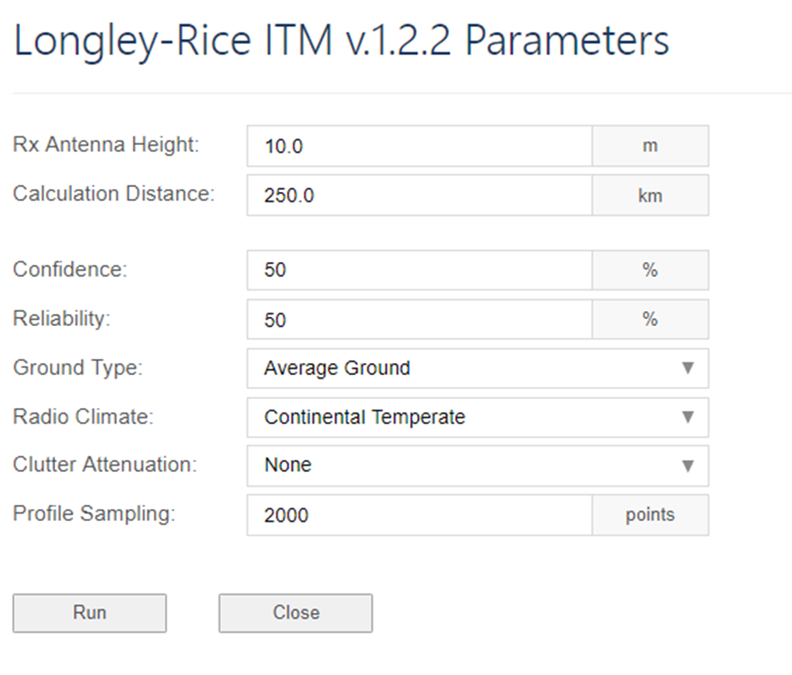 Longley-Rice ITM v.1.2.2 Parameters
Rx Antenna Height: 10.0 m
Calculation Distance: 250.0 km
Confidence: 50 %
Reliability: 50 %
Ground Type: Average Ground
Radio Climate: Continental Temperate
Clutter Attenuation: None
Profile Sampling: 2000 points
Run Close